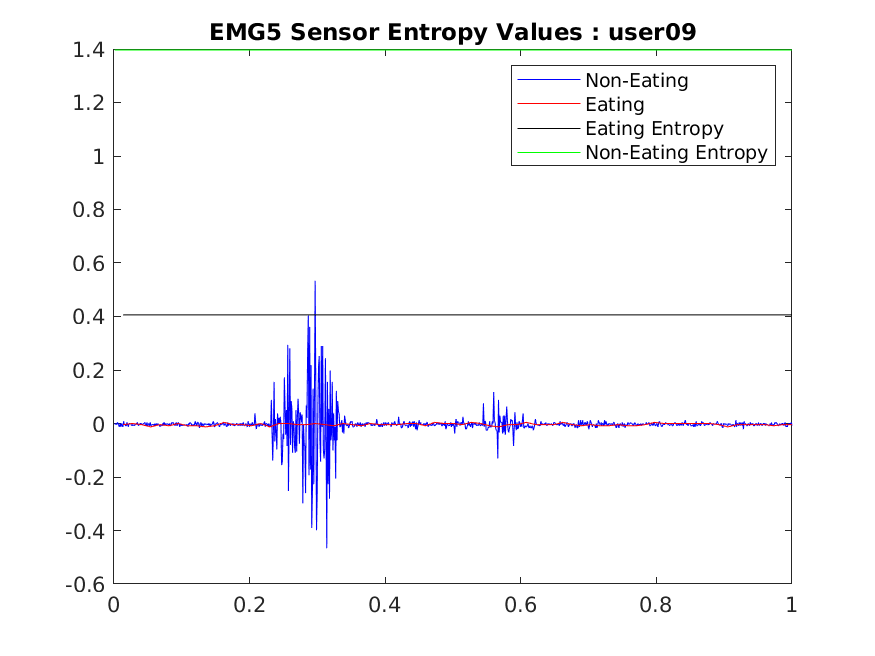 EMG5 Sensor Entropy Values : user09
1.4
1.2
1
0.8
0.6
0.4
0.2
0
-0.2
-0.4
-0.6
Non-Eating
Eating
Eating Entropy
Non-Eating Entropy
0 0.2 0.4 0.6 0.8 1